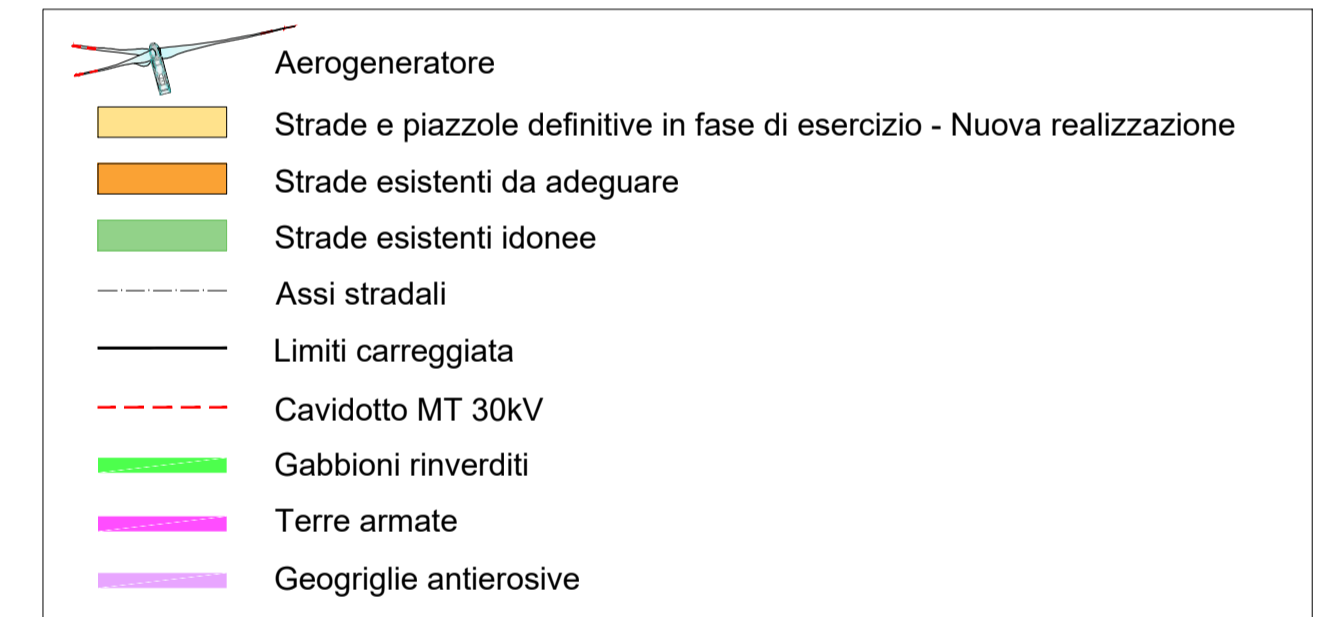 Aerogeneratore
Strade e piazzole definitive in fase di esercizio - Nuova realizzazione
Strade esistenti da adeguare
Strade esistenti idonee
Assi stradali
Limiti carreggiata
Cavidotto MT 30kV
Gabbioni rinverditi
Terre armate
Geogriglie antierosive